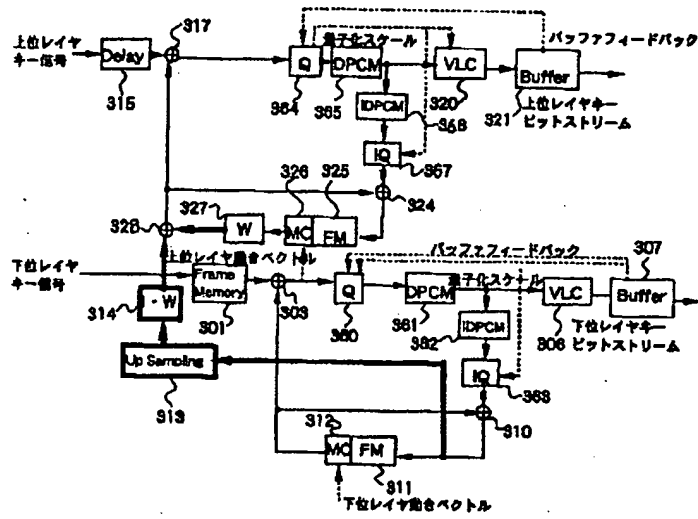 上位レイヤ
キー信号
Delay
315
317
Q
364
量子化スケール
DPCM
365
IDPCM
368
IQ
367
VLC
320
バッファフィードバック
Buffer
321
上位レイヤキー
ビットストリーム
324
326
325
MC
FM
327
W
328
上位レイヤ動合ベクトル
下位レイヤ
キー信号
Frame
Memory
301
303
314
- W
Up Sampling
313
Q
360
量子化スケール
DPCM
361
IDPCM
362
IQ
363
310
VLC
306
バッファフィードバック
307
Buffer
下位レイヤキー
ビットストリーム
312
MC
FM
311
下位レイヤ動合ベクトル